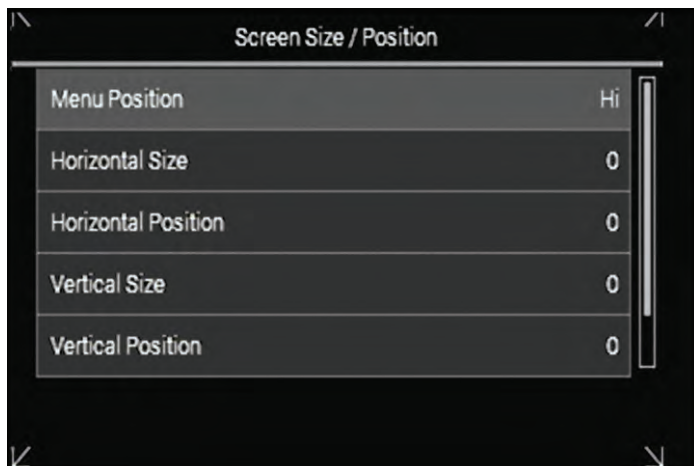 Screen Size / Position
Menu Position Hi
Horizontal Size 0
Horizontal Position 0
Vertical Size 0
Vertical Position 0